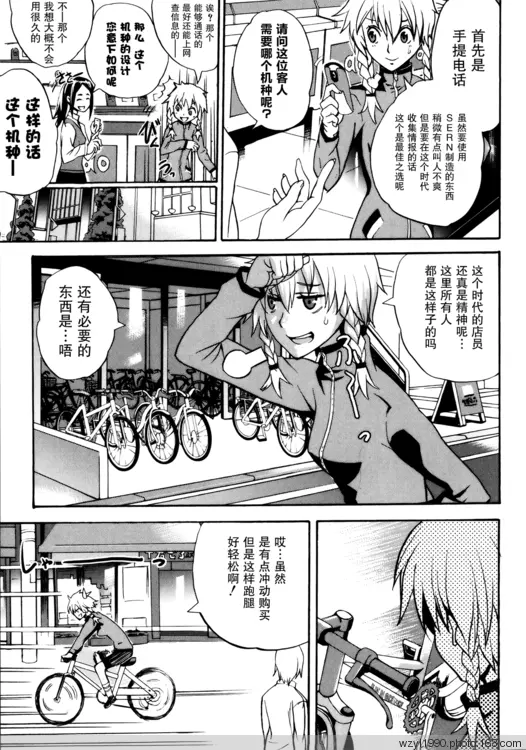 首先是
手提电话
虽然要使用
SERN制造的东西
稍微有点叫人不爽
但是要在这个时代
收集情报的话
这个是最佳之选呢
请问这位客人
需要哪个机种呢？
诶？那个
能够通话的
最好还能上网
查信息的
那么 这个
机种的设计
您意下如何呢
不…那个
我想大概不会
用很久的
这样的话
这个机种—
这个时代的店员
还真是精神呢…
这里所有人
都是这样子的吗
还有必要的
东西是…唔
哎…虽然
是有点冲动购买
但是这样跑腿
好轻松啊！
wzyj1990.photo.163.com